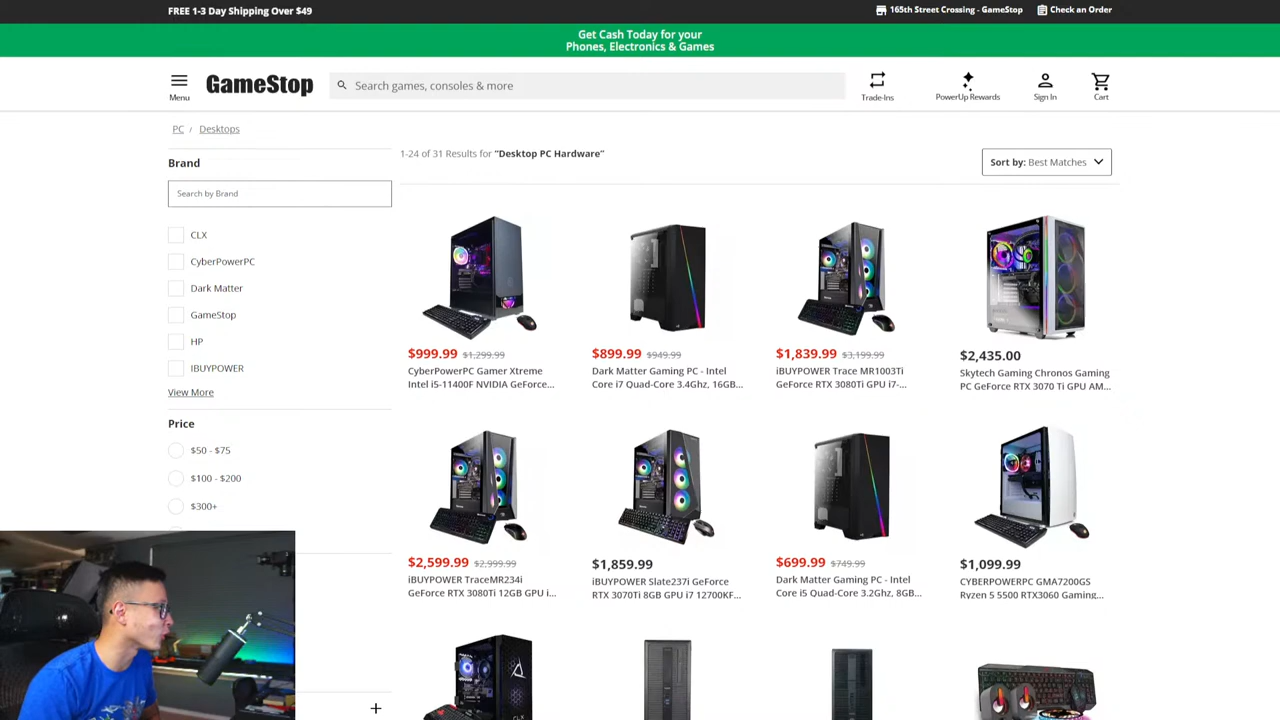 FREE 1-3 Day Shipping Over $49
165th Street Crossing - GameStop
Check an Order
Get Cash Today for your
Phones, Electronics & Games
Menu
GameStop
Search games, consoles & more
Trade-Ins
PowerUp Rewards
Sign In
Cart
PC / Desktops
Brand
Search by Brand
CLX
CyberPowerPC
Dark Matter
GameStop
HP
IBUYPOWER
View More
Price
$50 - $75
$100 - $200
$300+
1-24 of 31 Results for "Desktop PC Hardware"
Sort by: Best Matches
$999.99 $1,299.99
CyberPowerPC Gamer Xtreme
Intel i5-11400F NVIDIA GeForce...
$899.99 $949.99
Dark Matter Gaming PC - Intel
Core i7 Quad-Core 3.4Ghz, 16GB...
$1,839.99 $3,199.99
iBUYPOWER Trace MR1003Ti
GeForce RTX 3080Ti GPU i7-...
$2,435.00
Skytech Gaming Chronos Gaming
PC GeForce RTX 3070 Ti GPU AM...
$2,599.99 $2,999.99
iBUYPOWER TraceMR234i
GeForce RTX 3080Ti 12GB GPU i...
$1,859.99
iBUYPOWER Slate237i GeForce
RTX 3070Ti 8GB GPU i7 12700KF...
$699.99 $749.99
Dark Matter Gaming PC - Intel
Core i5 Quad-Core 3.2Ghz, 8GB...
$1,099.99
CYBERPOWERPC GMA7200GS
Ryzen 5 5500 RTX3060 Gaming...
CLX